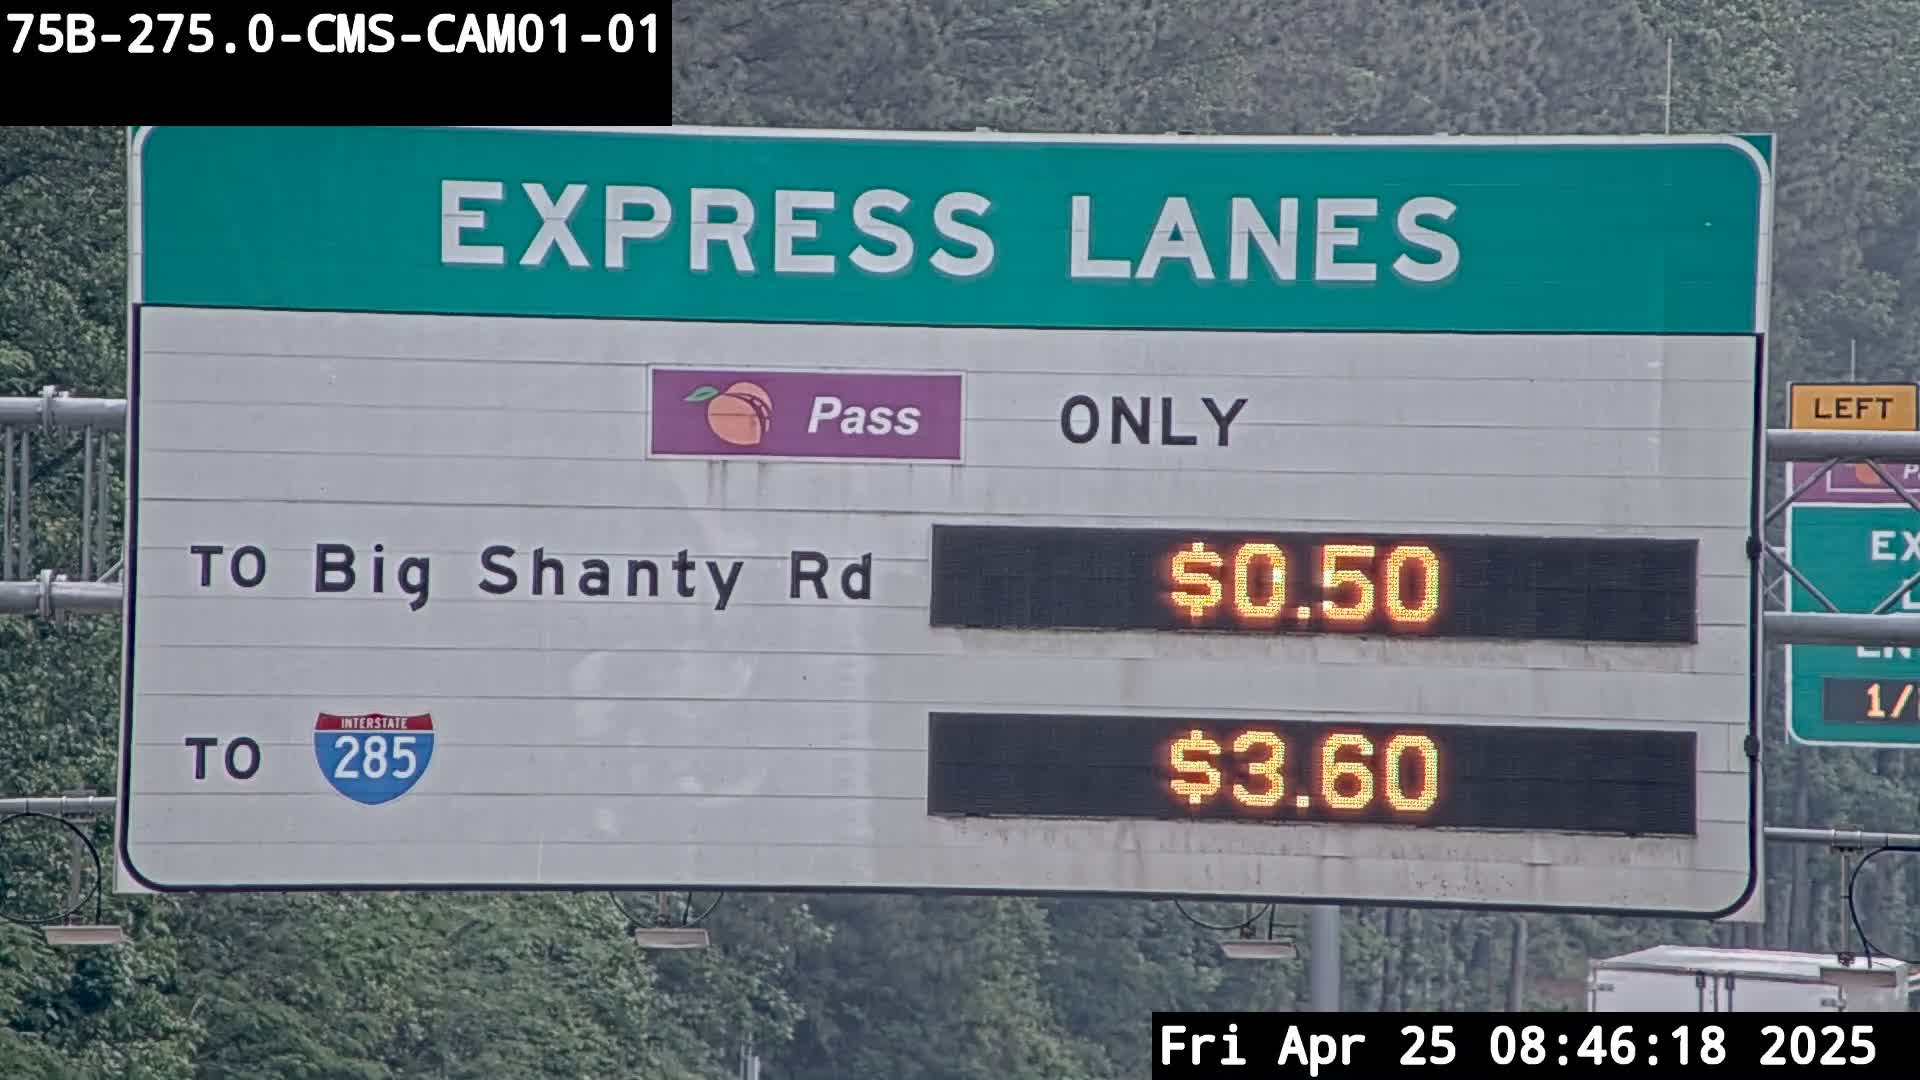 75B-275.0-CMS-CAM01-01
EXPRESS LANES
Pass ONLY
TO Big Shanty Rd $0.50
TO INTERSTATE 285 $3.60
LEFT
Fri Apr 25 08:46:18 2025